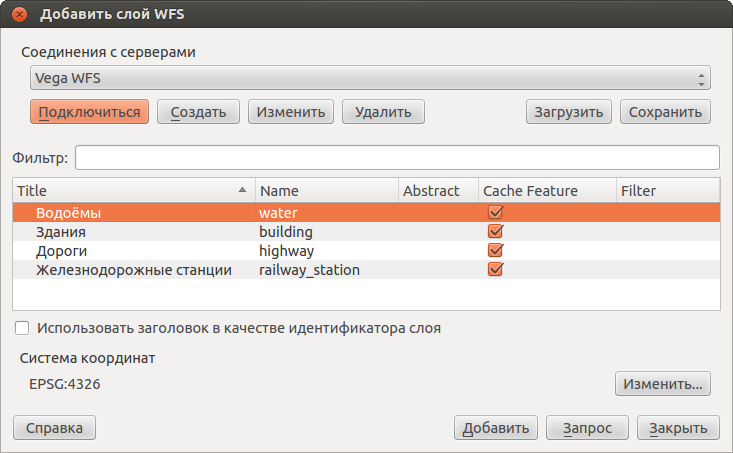 Добавить слой WFS
Соединения с серверами
Vega WFS
Подключиться Создать Изменить Удалить Загрузить Сохранить
Фильтр:
Title Name Abstract Cache Feature Filter
Водоёмы water
Здания building
Дороги highway
Железнодорожные станции railway_station
Использовать заголовок в качестве идентификатора слоя
Система координат
EPSG:4326 Изменить...
Справка Добавить Запрос Закрыть